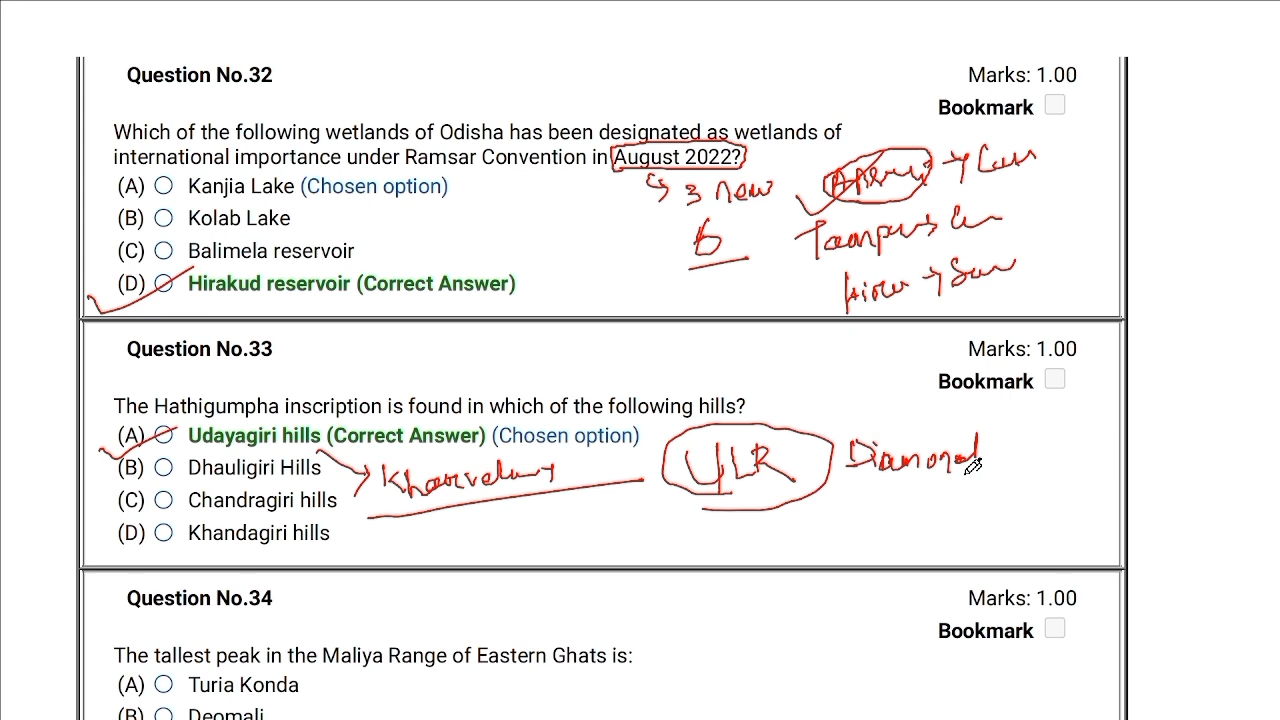 Question No.32
Marks: 1.00
Bookmark
Which of the following wetlands of Odisha has been designated as wetlands of
international importance under Ramsar Convention in August 2022?
(A) Kanjia Lake (Chosen option)
(B) Kolab Lake
(C) Balimela reservoir
(D) Hirakud reservoir (Correct Answer)
3 new
6
Question No.33
Marks: 1.00
Bookmark
The Hathigumpha inscription is found in which of the following hills?
(A) Udayagiri hills (Correct Answer) (Chosen option)
(B) Dhauligiri Hills
(C) Chandragiri hills
(D) Khandagiri hills
Diamond
Question No.34
Marks: 1.00
Bookmark
The tallest peak in the Maliya Range of Eastern Ghats is:
(A) Turia Konda
(B) Deomali